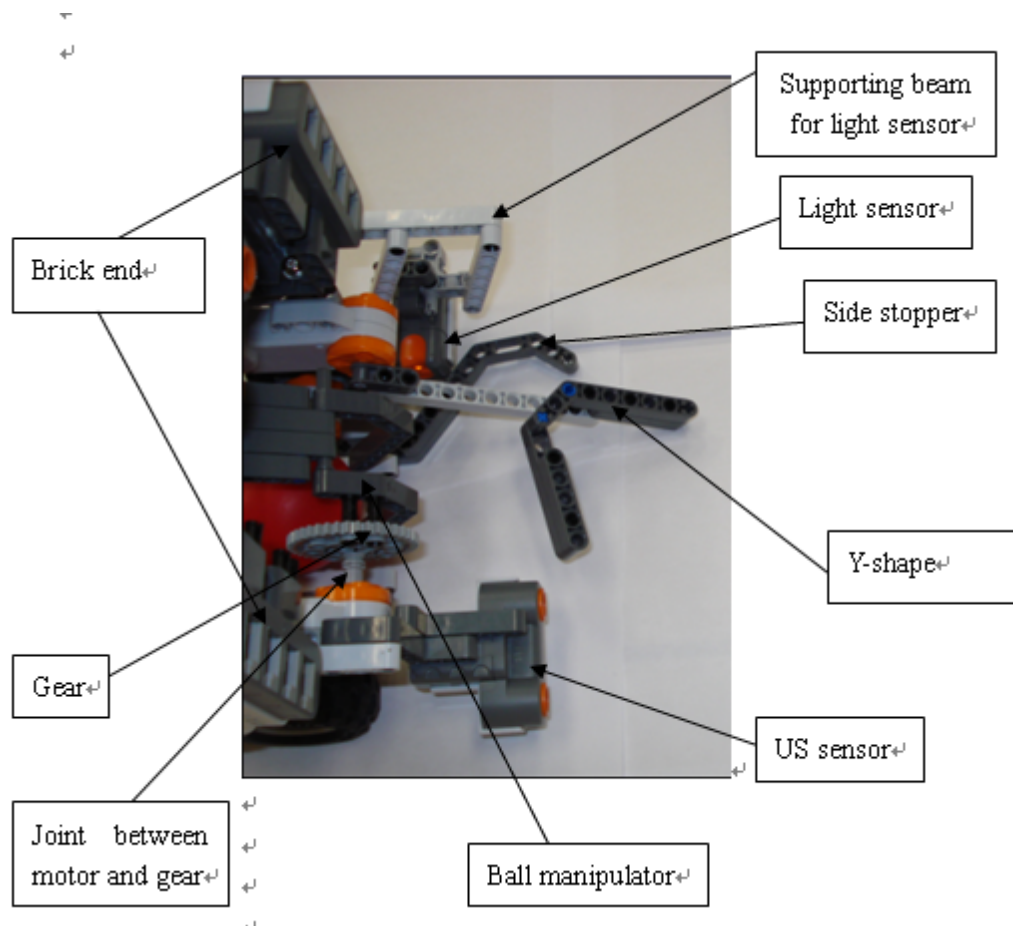 Supporting beam
for light sensor
Light sensor
Brick end
Side stopper
Y-shape
Gear
US sensor
Joint between
motor and gear
Ball manipulator